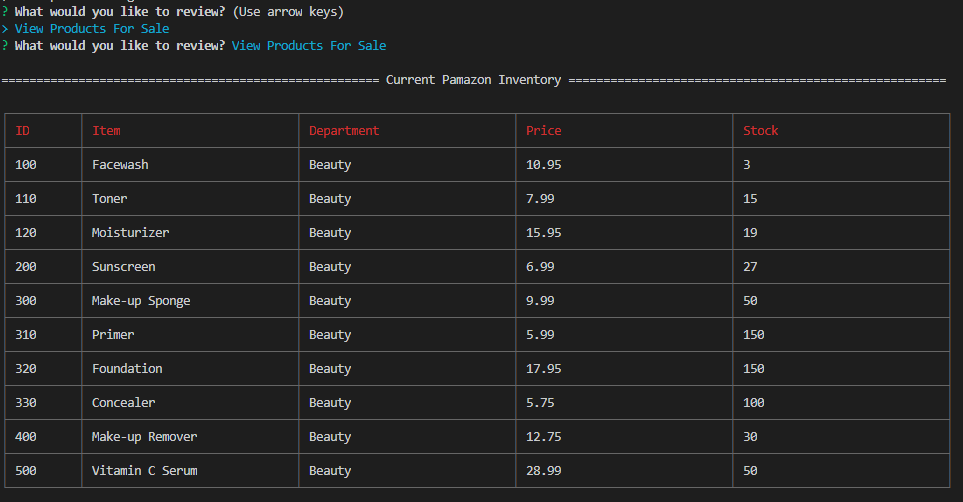 ? What would you like to review? (Use arrow keys)
> View Products For Sale
? What would you like to review? View Products For Sale
====================================================== Current Pamazon Inventory ======================================================
ID Item Department Price Stock
100 Facewash Beauty 10.95 3
110 Toner Beauty 7.99 15
120 Moisturizer Beauty 15.95 19
200 Sunscreen Beauty 6.99 27
300 Make-up Sponge Beauty 9.99 50
310 Primer Beauty 5.99 150
320 Foundation Beauty 17.95 150
330 Concealer Beauty 5.75 100
400 Make-up Remover Beauty 12.75 30
500 Vitamin C Serum Beauty 28.99 50